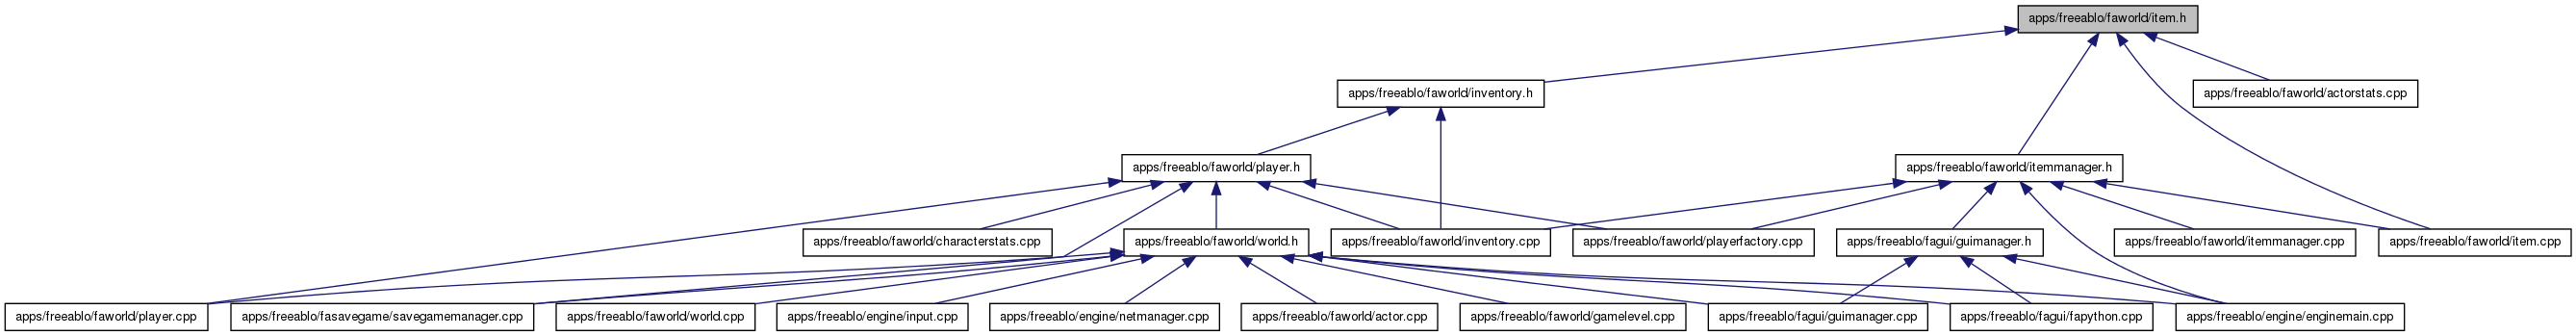 apps/freeablo/faworld/item.h
apps/freeablo/faworld/inventory.h
apps/freeablo/faworld/actorstats.cpp
apps/freeablo/faworld/player.h
apps/freeablo/faworld/itemmanager.h
apps/freeablo/faworld/characterstats.cpp
apps/freeablo/faworld/world.h
apps/freeablo/faworld/inventory.cpp
apps/freeablo/faworld/playerfactory.cpp
apps/freeablo/fagui/guimanager.h
apps/freeablo/faworld/itemmanager.cpp
apps/freeablo/faworld/item.cpp
apps/freeablo/faworld/player.cpp
apps/freeablo/fasavegame/savegamemanager.cpp
apps/freeablo/faworld/world.cpp
apps/freeablo/engine/input.cpp
apps/freeablo/engine/netmanager.cpp
apps/freeablo/faworld/actor.cpp
apps/freeablo/faworld/gamelevel.cpp
apps/freeablo/fagui/guimanager.cpp
apps/freeablo/fagui/fapython.cpp
apps/freeablo/engine/enginemain.cpp